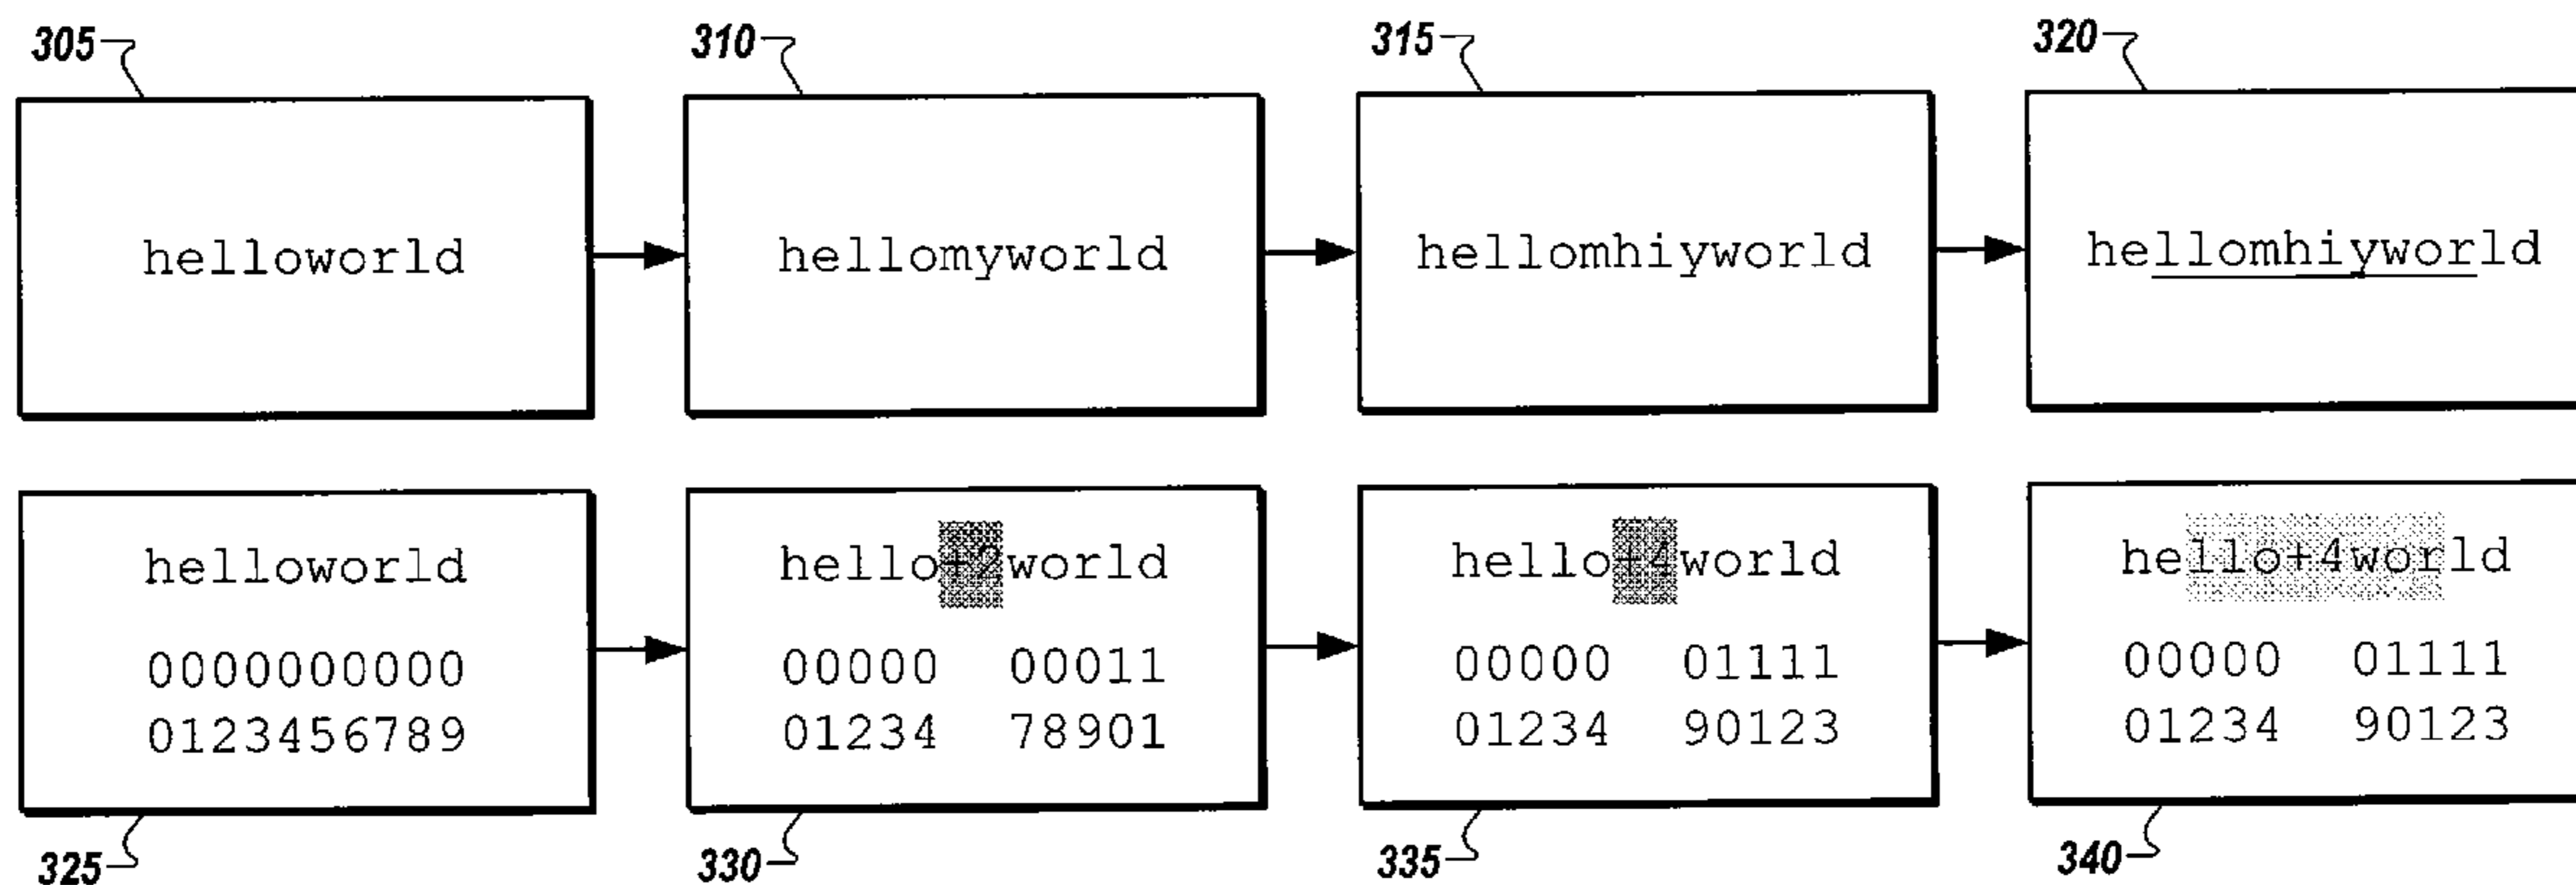 305 310 315 320
helloworld hellomyworld hellomhiyworld hellomhiyworld
helloworld hello+2world hello+4world hello+4world
0000000000 00000 00011 00000 01111 00000 01111
0123456789 01234 78901 01234 90123 01234 90123
325 330 335 340